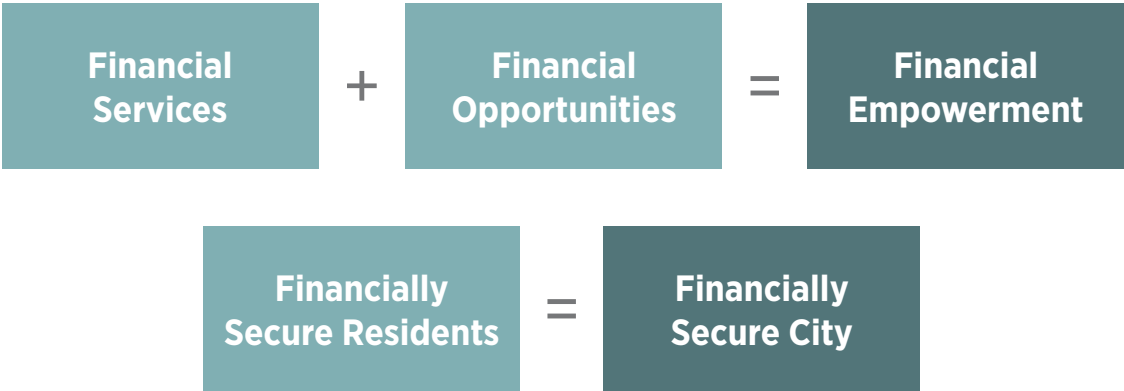 Financial
Services
+
Financial
Opportunities
=
Financial
Empowerment
Financially
Secure Residents
=
Financially
Secure City